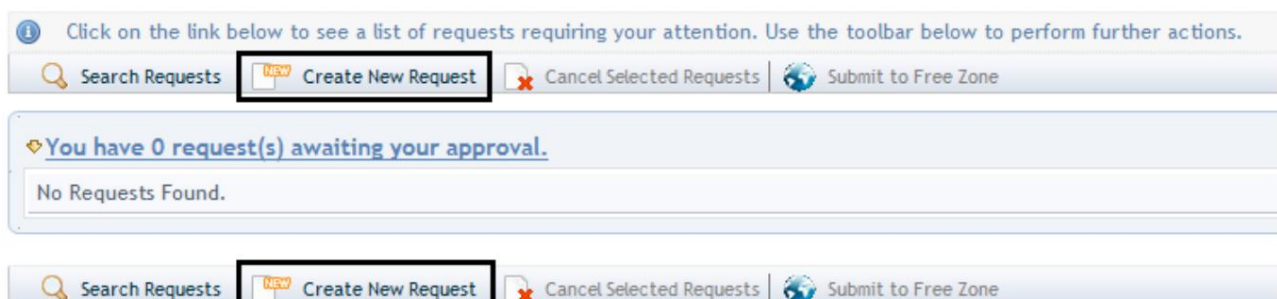 Click on the link below to see a list of requests requiring your attention. Use the toolbar below to perform further actions.
Search Requests NEW Create New Request Cancel Selected Requests Submit to Free Zone
You have 0 request(s) awaiting your approval.
No Requests Found.
Search Requests NEW Create New Request Cancel Selected Requests Submit to Free Zone